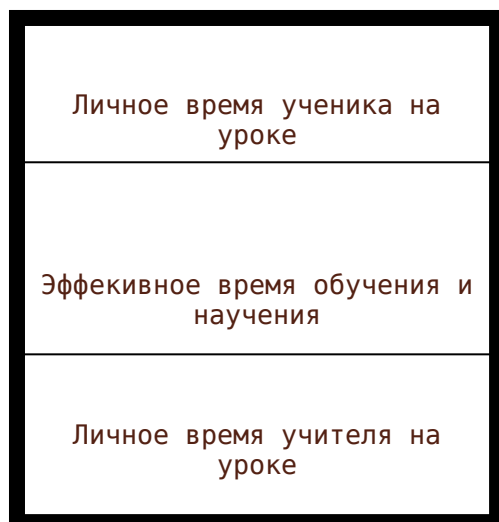 Личное время ученика на
уроке
Эффекивное время обучения и
научения
Личное время учителя на
уроке